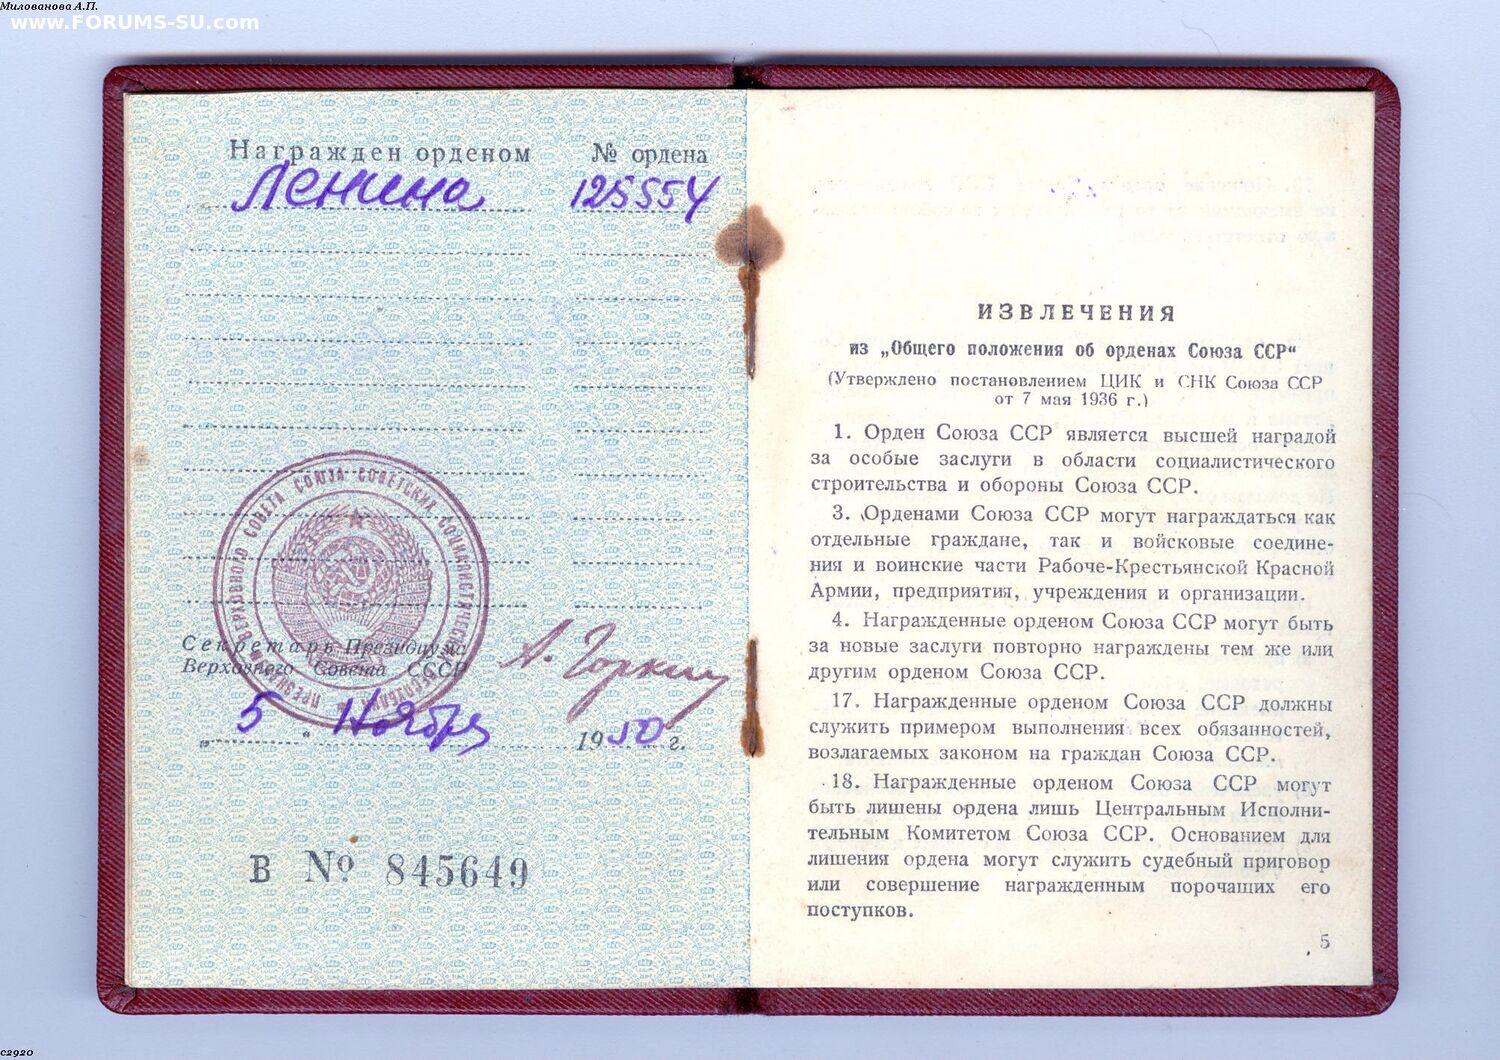 Милованова А.П.
www.FORUMS-SU.com
Награжден орденом № ордена
Ленина 125554
ВЕРХОВНОГО СОВЕТА СОЮЗА СОВЕТСКИХ СОЦИАЛИСТИЧЕСКИХ
Секретарь Президиума
Верховного Совета СССР
А. Горкин
„5“ Ноября 1950 г.
В № 845649
ИЗВЛЕЧЕНИЯ
из „Общего положения об орденах Союза ССР“
(Утверждено постановлением ЦИК и СНК Союза ССР
от 7 мая 1936 г.)
1. Орден Союза ССР является высшей наградой
за особые заслуги в области социалистического
строительства и обороны Союза ССР.
3. Орденами Союза ССР могут награждаться как
отдельные граждане, так и войсковые соедине-
ния и воинские части Рабоче-Крестьянской Красной
Армии, предприятия, учреждения и организации.
4. Награжденные орденом Союза ССР могут быть
за новые заслуги повторно награждены тем же или
другим орденом Союза ССР.
17. Награжденные орденом Союза ССР должны
служить примером выполнения всех обязанностей,
возлагаемых законом на граждан Союза ССР.
18. Награжденные орденом Союза ССР могут
быть лишены ордена лишь Центральным Исполни-
тельным Комитетом Союза ССР. Основанием для
лишения ордена могут служить судебный приговор
или совершение награжденным порочащих его
поступков.
5
c2920